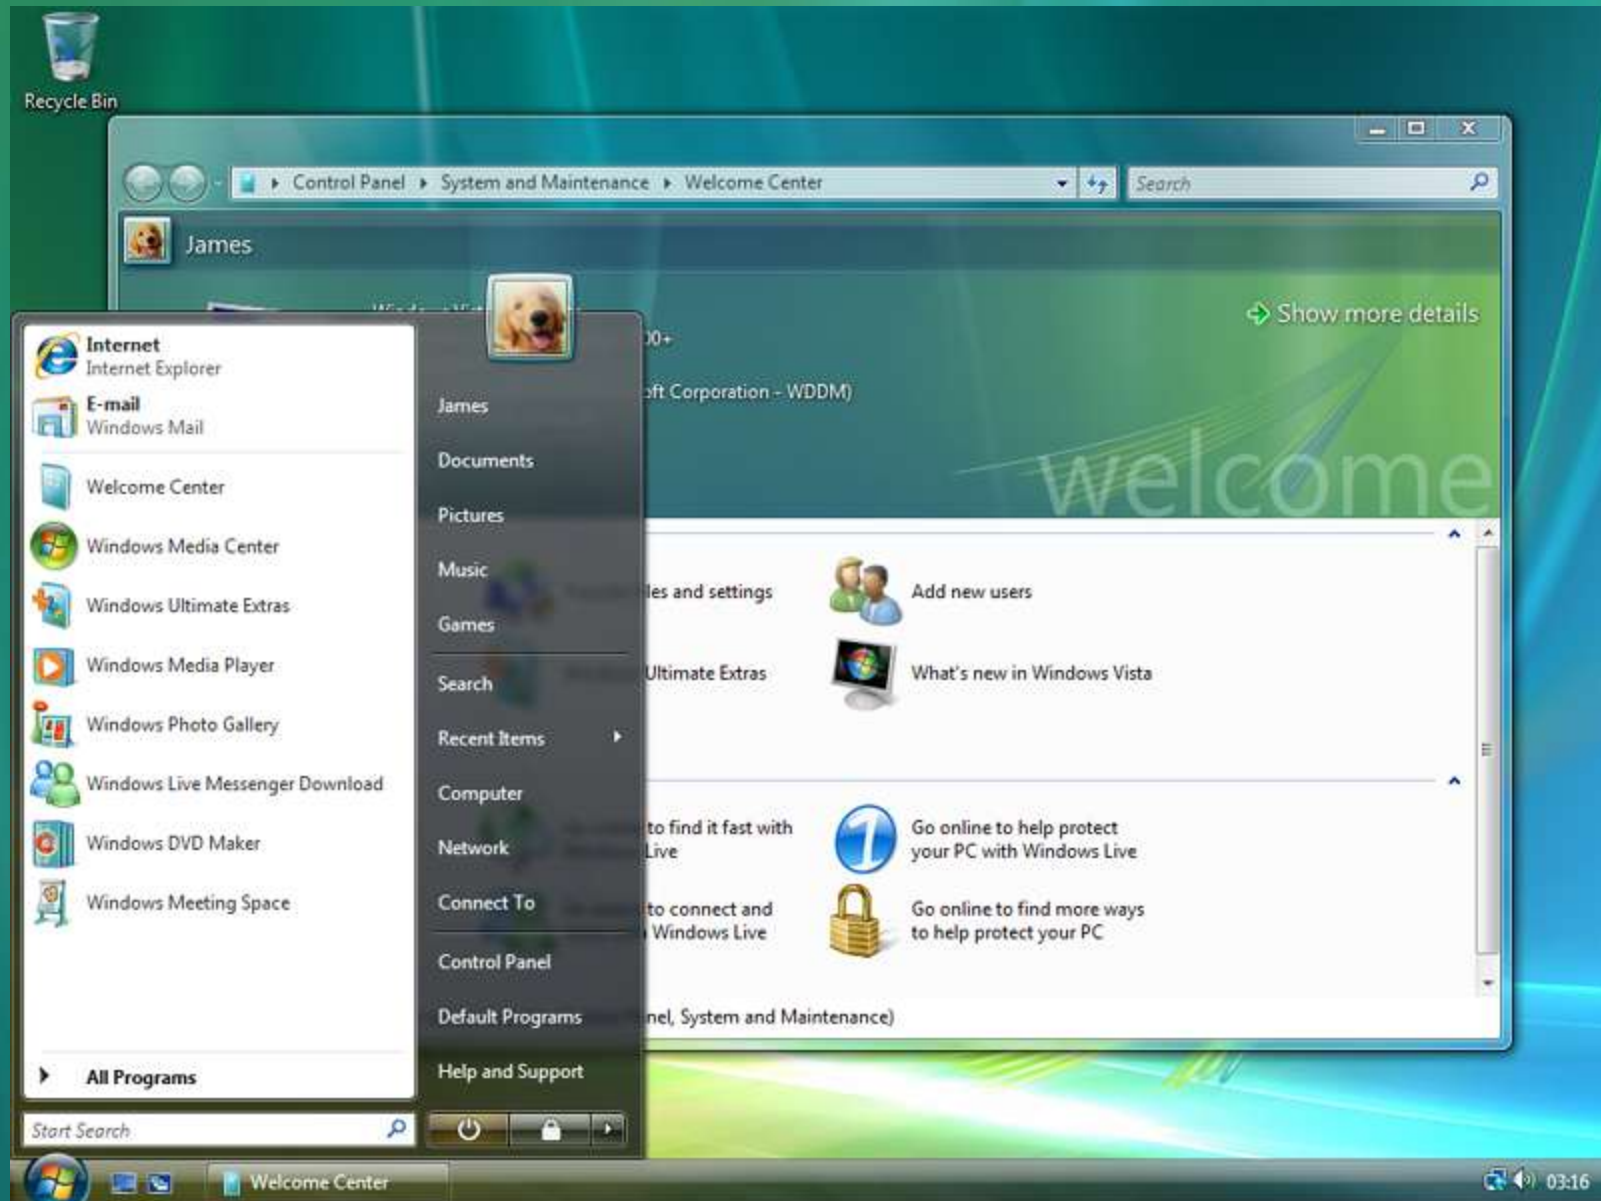 Recycle Bin
Control Panel
System and Maintenance
Welcome Center
Search
James
Show more details
00+
oft Corporation - WDDM)
welcome
les and settings
Add new users
Ultimate Extras
What's new in Windows Vista
to find it fast with
Live
Go online to help protect
your PC with Windows Live
to connect and
Windows Live
Go online to find more ways
to help protect your PC
nel, System and Maintenance)
Internet
Internet Explorer
E-mail
Windows Mail
Welcome Center
Windows Media Center
Windows Ultimate Extras
Windows Media Player
Windows Photo Gallery
Windows Live Messenger Download
Windows DVD Maker
Windows Meeting Space
All Programs
Start Search
James
Documents
Pictures
Music
Games
Search
Recent Items
Computer
Network
Connect To
Control Panel
Default Programs
Help and Support
Welcome Center
03:16